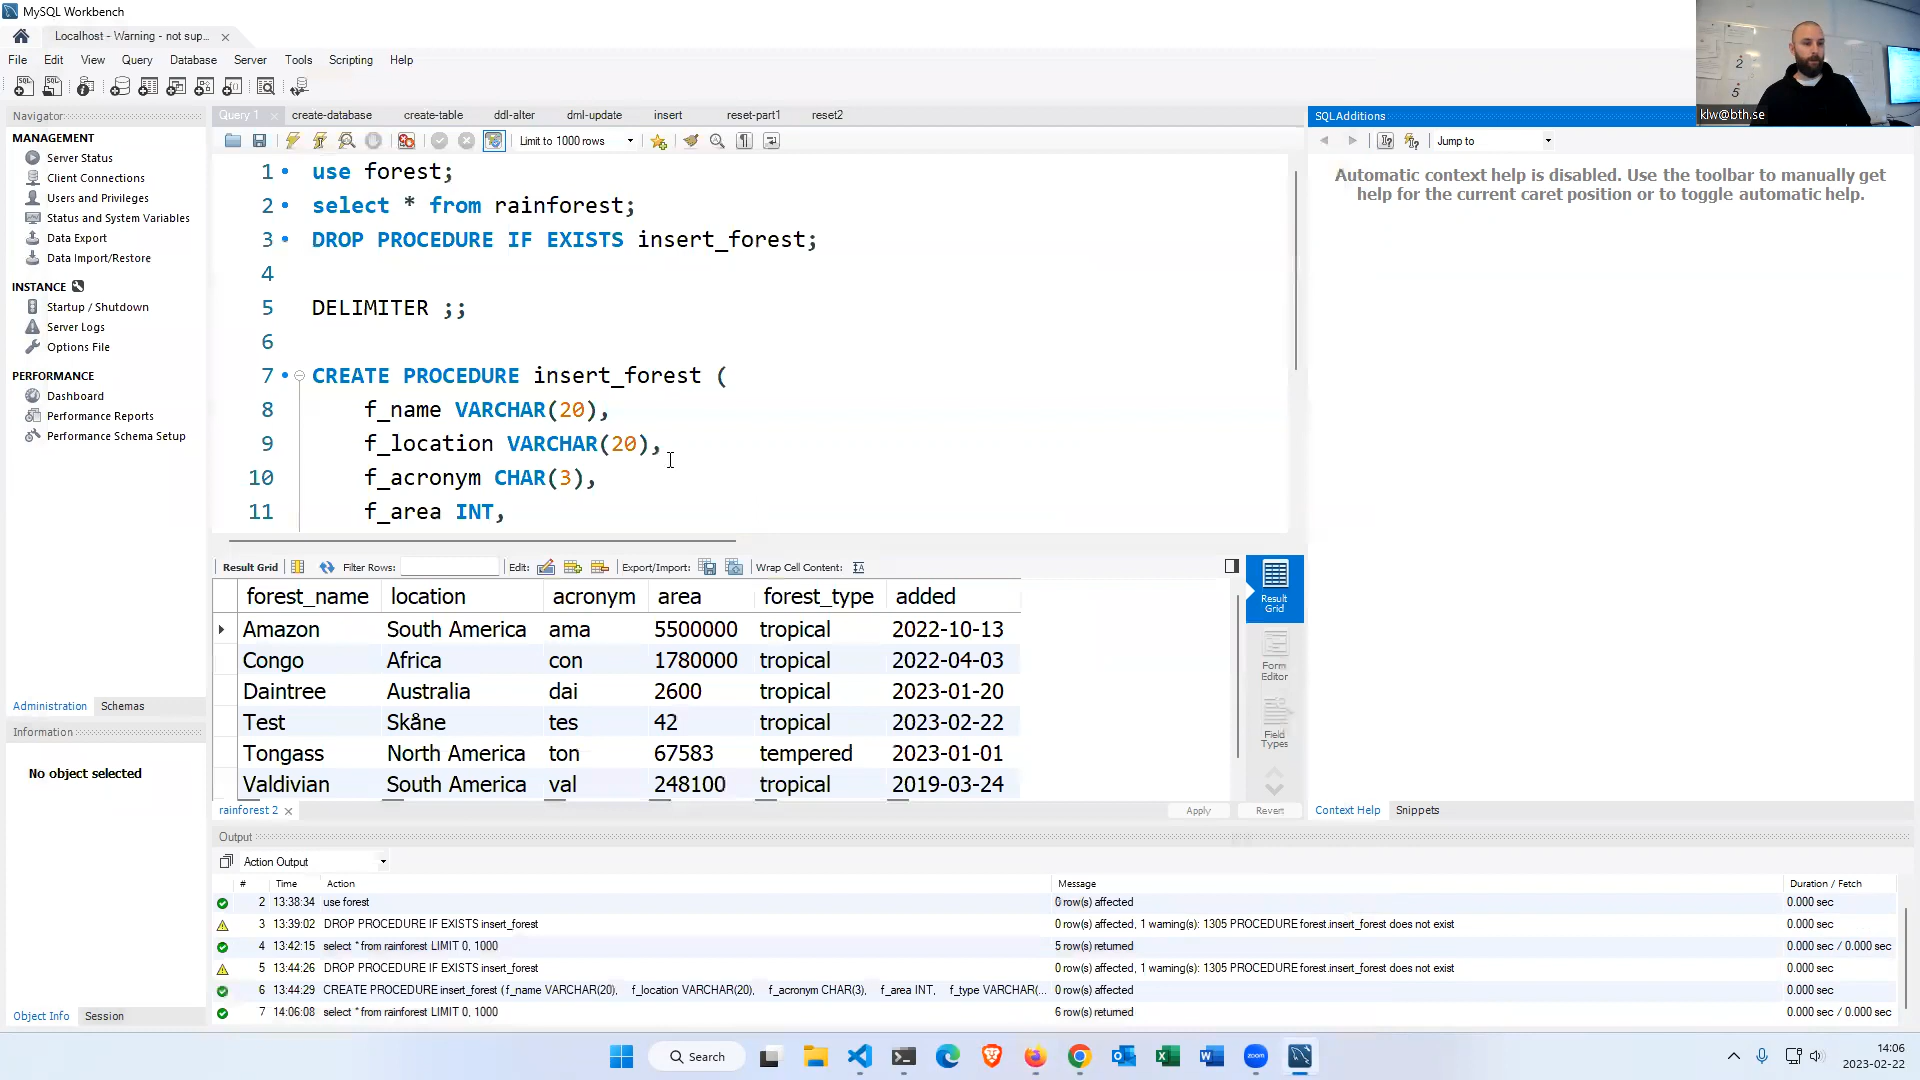 MySQL Workbench
Localhost - Warning - not sup...
File Edit View Query Database Server Tools Scripting Help
2
5
klw@bth.se
Navigator
MANAGEMENT
Server Status
Client Connections
Users and Privileges
Status and System Variables
Data Export
Data Import/Restore
INSTANCE
Startup / Shutdown
Server Logs
Options File
PERFORMANCE
Dashboard
Performance Reports
Performance Schema Setup
Administration Schemas
Information
No object selected
Object Info Session
Query 1 create-database create-table ddl-alter dml-update insert reset-part1 reset2
Limit to 1000 rows
1 use forest;
2 select * from rainforest;
3 DROP PROCEDURE IF EXISTS insert_forest;
4
5 DELIMITER ;;
6
7 CREATE PROCEDURE insert_forest (
8 f_name VARCHAR(20),
9 f_location VARCHAR(20),
10 f_acronym CHAR(3),
11 f_area INT,
Result Grid Filter Rows: Edit: Export/Import: Wrap Cell Content:
forest_name location acronym area forest_type added
Amazon South America ama 5500000 tropical 2022-10-13
Congo Africa con 1780000 tropical 2022-04-03
Daintree Australia dai 2600 tropical 2023-01-20
Test Skåne tes 42 tropical 2023-02-22
Tongass North America ton 67583 tempered 2023-01-01
Valdivian South America val 248100 tropical 2019-03-24
Result Grid
Form Editor
Field Types
rainforest 2 Apply Revert
SQLAdditions
Jump to
Automatic context help is disabled. Use the toolbar to manually get
help for the current caret position or to toggle automatic help.
Context Help Snippets
Output
Action Output
# Time Action Message Duration / Fetch
2 13:38:34 use forest 0 row(s) affected 0.000 sec
3 13:39:02 DROP PROCEDURE IF EXISTS insert_forest 0 row(s) affected, 1 warning(s): 1305 PROCEDURE forest.insert_forest does not exist 0.000 sec
4 13:42:15 select * from rainforest LIMIT 0, 1000 5 row(s) returned 0.000 sec / 0.000 sec
5 13:44:26 DROP PROCEDURE IF EXISTS insert_forest 0 row(s) affected, 1 warning(s): 1305 PROCEDURE forest.insert_forest does not exist 0.000 sec
6 13:44:29 CREATE PROCEDURE insert_forest ( f_name VARCHAR(20), f_location VARCHAR(20), f_acronym CHAR(3), f_area INT, f_type VARCHAR(... 0 row(s) affected 0.000 sec
7 14:06:08 select * from rainforest LIMIT 0, 1000 6 row(s) returned 0.000 sec / 0.000 sec
Search
zoom
14:06
2023-02-22